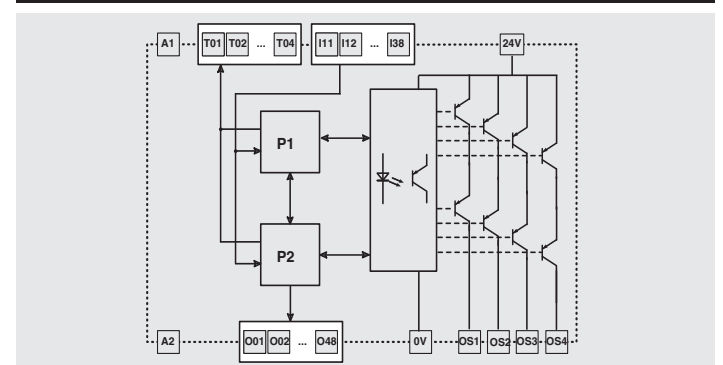 A1 T01 T02 ... T04 I11 I12 ... I38 24V
P1
P2
A2 O01 O02 ... O48 0V OS1 OS2 OS3 OS4